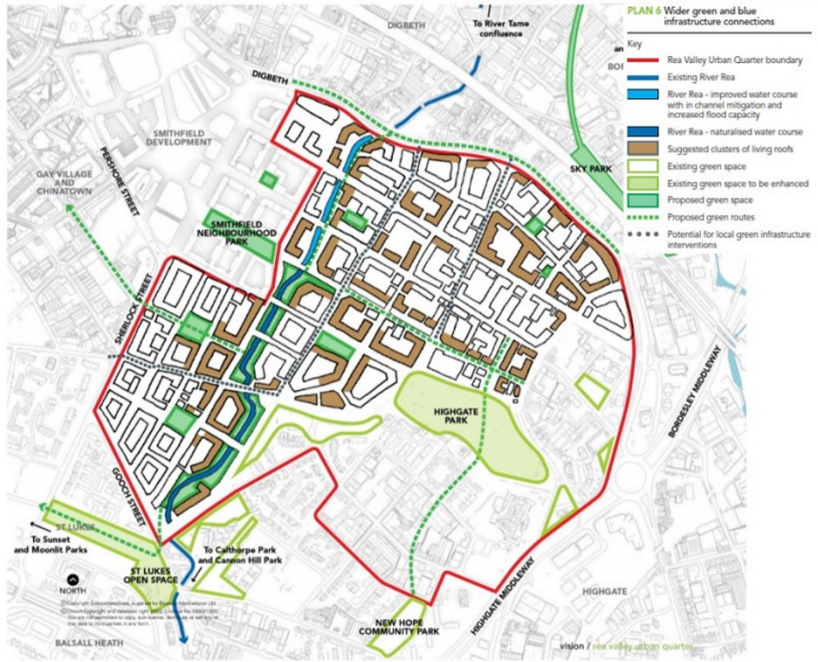 PLAN 6 Wider green and blue
infrastructure connections
Key
Rea Valley Urban Quarter boundary
Existing River Rea
River Rea - improved water course
with in channel mitigation and
increased flood capacity
River Rea - naturalised water course
Suggested clusters of living roofs
Existing green space
Existing green space to be enhanced
Proposed green space
Proposed green routes
Potential for local green infrastructure
interventions
DIGBETH
To River Tame
confluence
an
BOR
DIGBETH
SMITHFIELD
DEVELOPMENT
PERSHORE STREET
GAY VILLAGE
AND
CHINATOWN
SKY PARK
SMITHFIELD
NEIGHBOURHOOD
PARK
SHERLOCK STREET
BORDESLEY MIDDLEWAY
HIGHGATE
PARK
GOOCH STREET
ST LUKES
To Sunset
and Moonlit Parks
To Calthorpe Park
and Cannon Hill Park
ST LUKES
OPEN SPACE
NORTH
HIGHGATE MIDDLEWAY
HIGHGATE
NEW HOPE
COMMUNITY PARK
BALSALL HEATH
vision / rea valley urban quarter